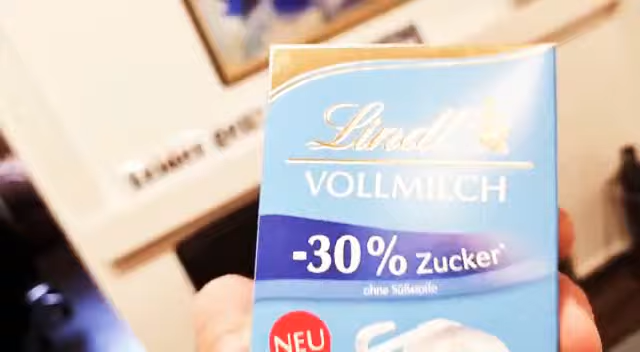 Lindt
VOLLMILCH
-30% Zucker*
ohne Süßstoffe
NEU